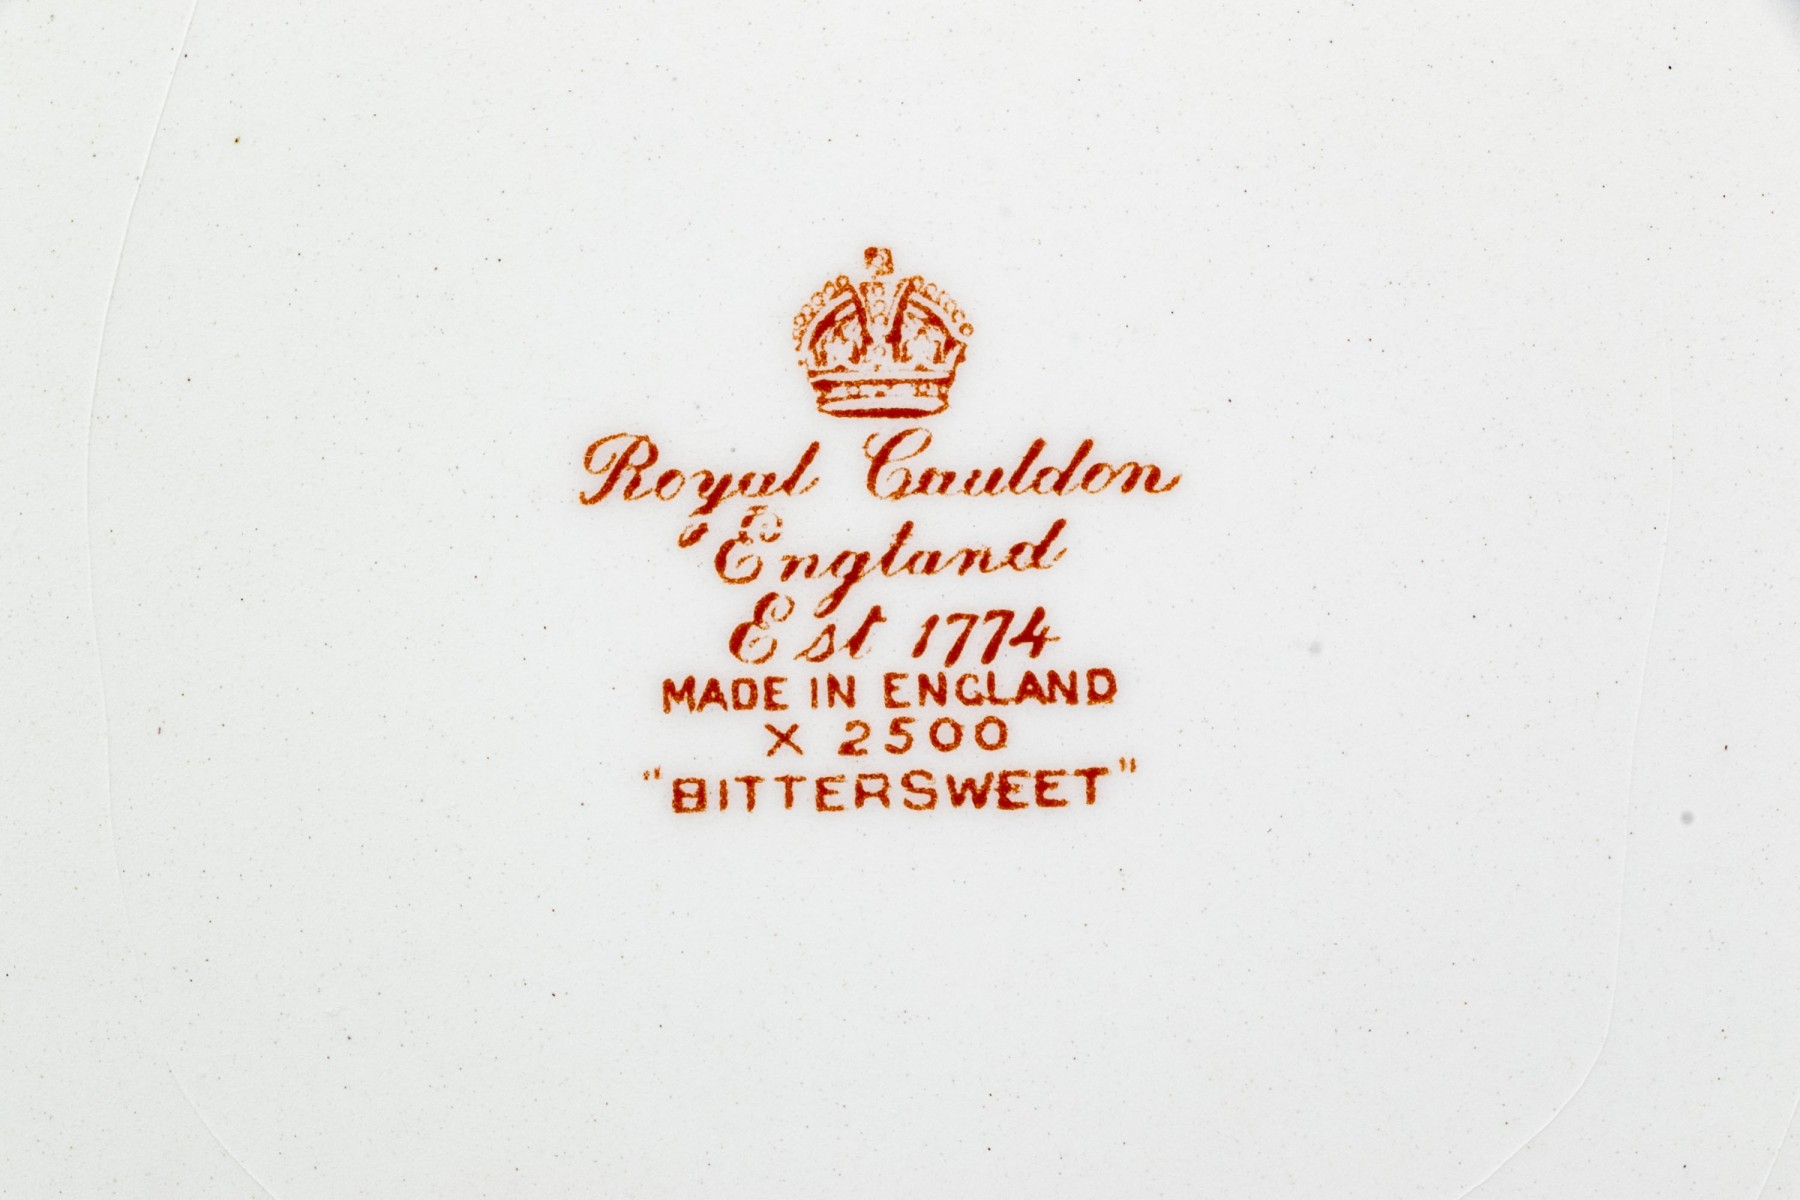 Royal Cauldon
England
Est 1774
MADE IN ENGLAND
X 2500
"BITTERSWEET"